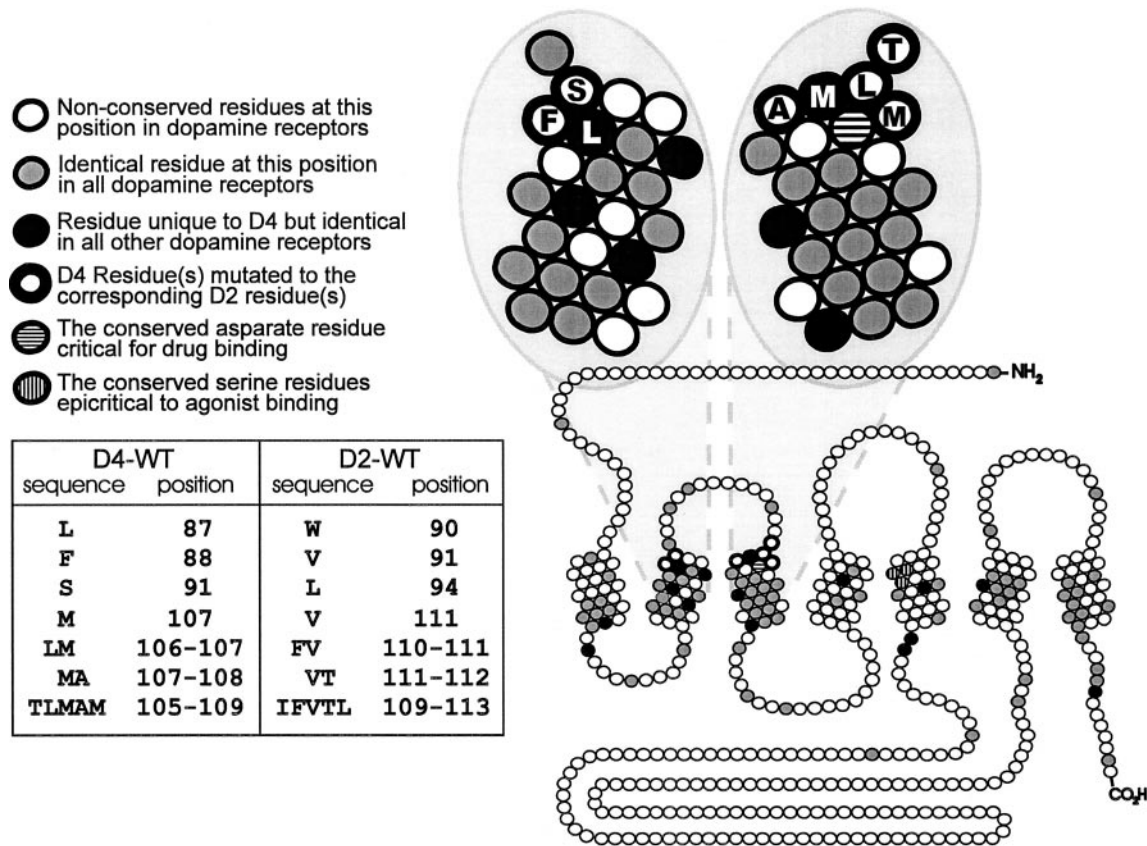 Non-conserved residues at this
position in dopamine receptors
Identical residue at this position
in all dopamine receptors
Residue unique to D4 but identical
in all other dopamine receptors
D4 Residue(s) mutated to the
corresponding D2 residue(s)
The conserved asparate residue
critical for drug binding
The conserved serine residues
epicritical to agonist binding
S
F L
T
A M L M
NH2
D4-WT D2-WT
sequence position sequence position
L 87 W 90
F 88 V 91
S 91 L 94
M 107 V 111
LM 106-107 FV 110-111
MA 107-108 VT 111-112
TLMAM 105-109 IFVTL 109-113
CO2H